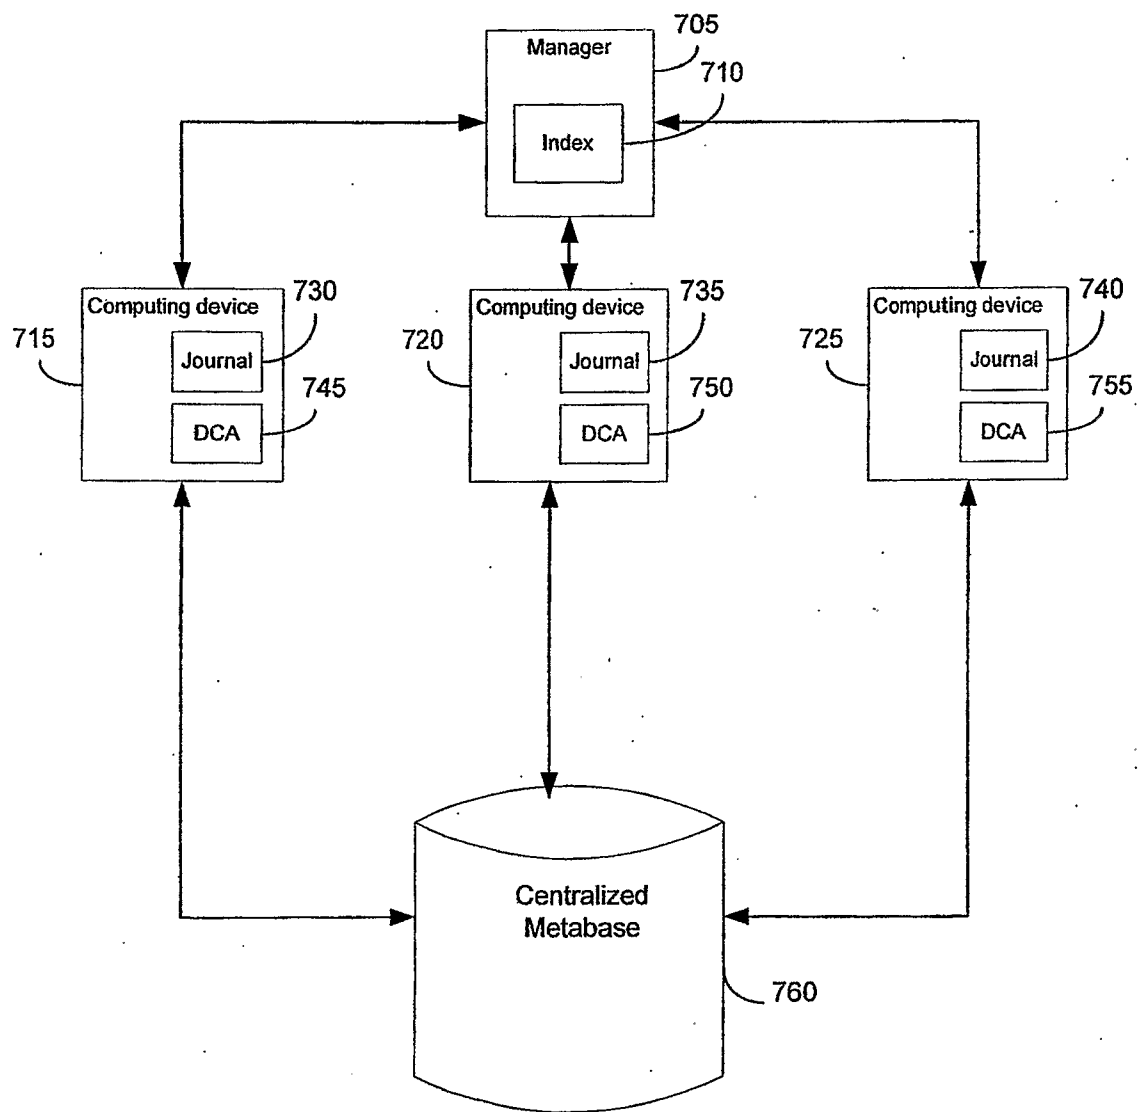 705
Manager
710
Index
Computing device
730
715
Journal
745
DCA
Computing device
735
720
Journal
750
DCA
Computing device
740
725
Journal
755
DCA
Centralized
Metabase
760